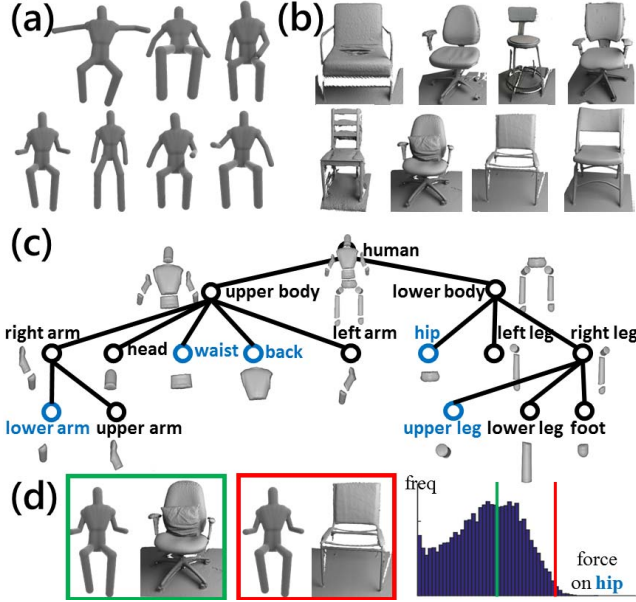 (a)
(b)
(c)
human
upper body
lower body
right arm
head
waist
back
left arm
hip
left leg
right leg
lower arm
upper arm
upper leg
lower leg
foot
(d)
freq
force
on hip